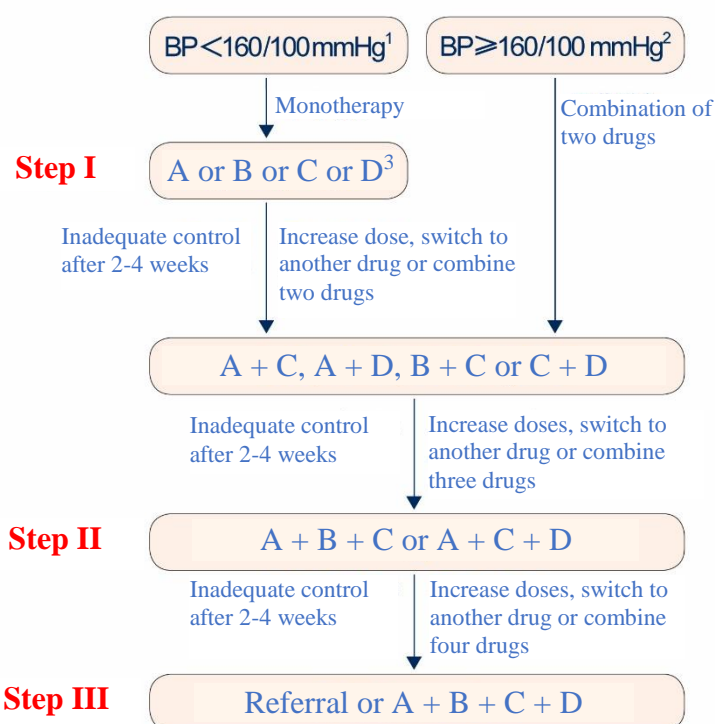 BP＜160/100mmHg¹
BP≥160/100 mmHg²
Monotherapy
Combination of
two drugs
Step I
A or B or C or D³
Inadequate control
after 2-4 weeks
Increase dose, switch to
another drug or combine
two drugs
A + C, A + D, B + C or C + D
Inadequate control
after 2-4 weeks
Increase doses, switch to
another drug or combine
three drugs
Step II
A + B + C or A + C + D
Inadequate control
after 2-4 weeks
Increase doses, switch to
another drug or combine
four drugs
Step III
Referral or A + B + C + D